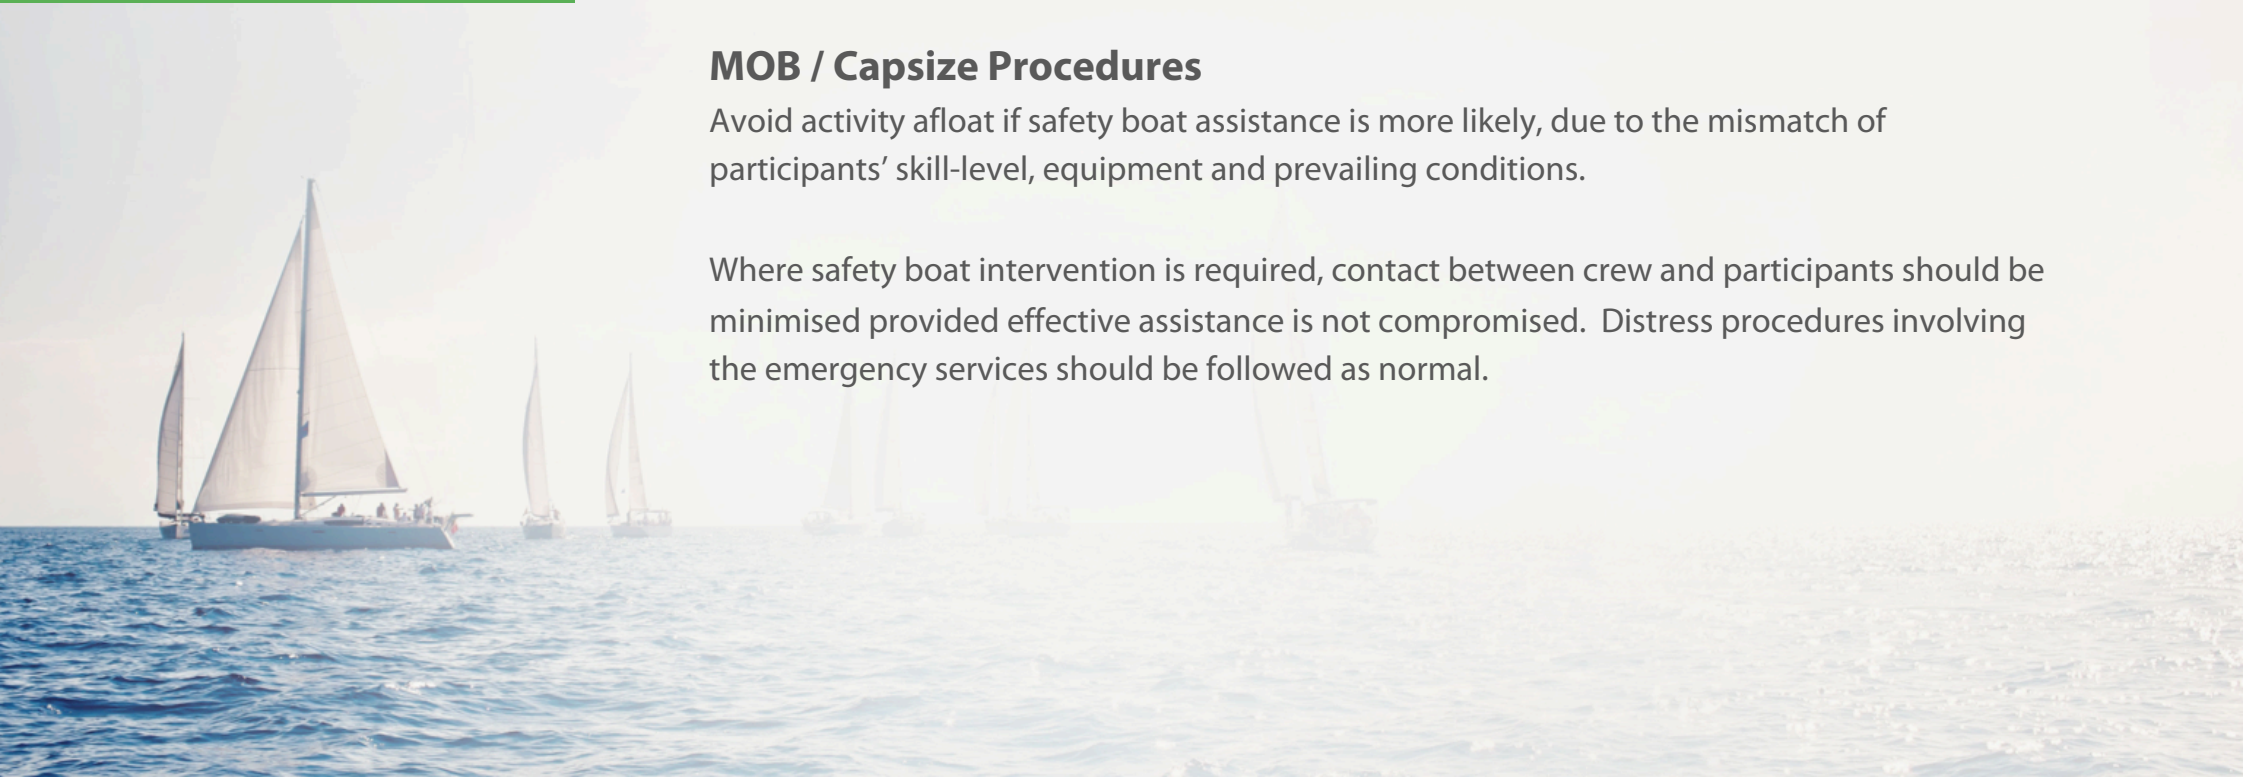 MOB / Capsize Procedures
Avoid activity afloat if safety boat assistance is more likely, due to the mismatch of
participants’ skill-level, equipment and prevailing conditions.
Where safety boat intervention is required, contact between crew and participants should be
minimised provided effective assistance is not compromised.  Distress procedures involving
the emergency services should be followed as normal.